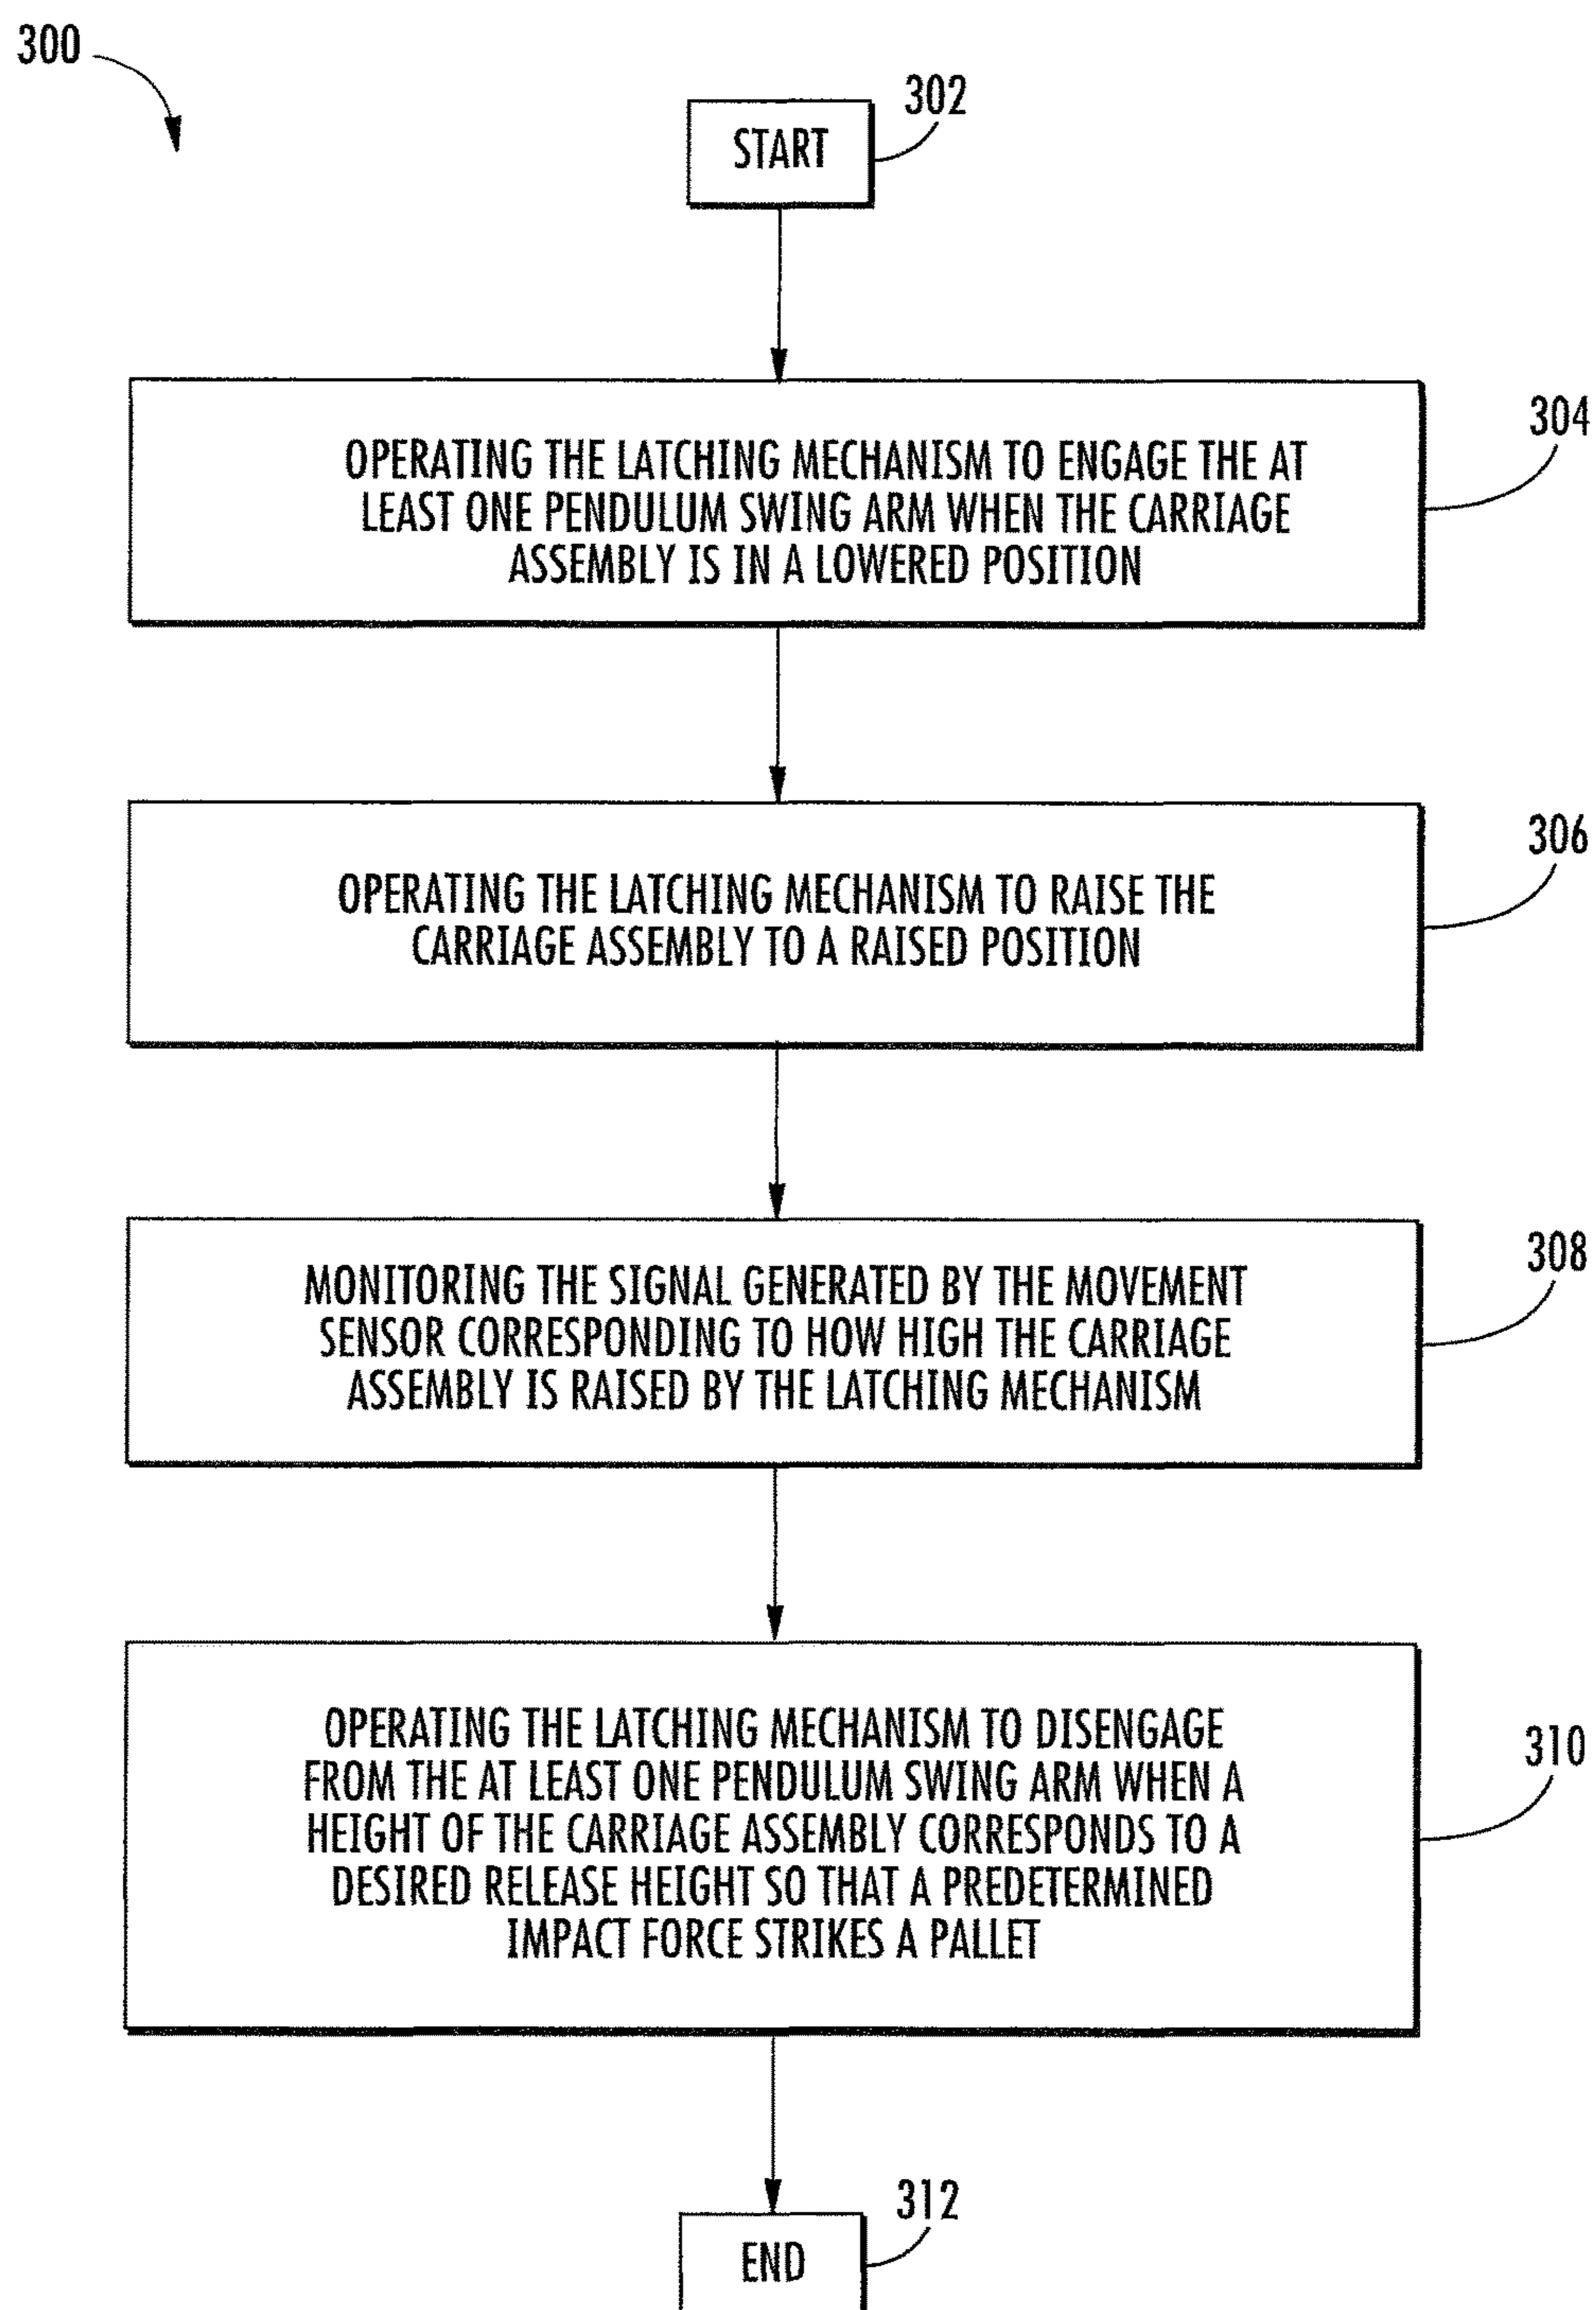 300
302
START
304
OPERATING THE LATCHING MECHANISM TO ENGAGE THE AT
LEAST ONE PENDULUM SWING ARM WHEN THE CARRIAGE
ASSEMBLY IS IN A LOWERED POSITION
306
OPERATING THE LATCHING MECHANISM TO RAISE THE
CARRIAGE ASSEMBLY TO A RAISED POSITION
308
MONITORING THE SIGNAL GENERATED BY THE MOVEMENT
SENSOR CORRESPONDING TO HOW HIGH THE CARRIAGE
ASSEMBLY IS RAISED BY THE LATCHING MECHANISM
310
OPERATING THE LATCHING MECHANISM TO DISENGAGE
FROM THE AT LEAST ONE PENDULUM SWING ARM WHEN A
HEIGHT OF THE CARRIAGE ASSEMBLY CORRESPONDS TO A
DESIRED RELEASE HEIGHT SO THAT A PREDETERMINED
IMPACT FORCE STRIKES A PALLET
312
END